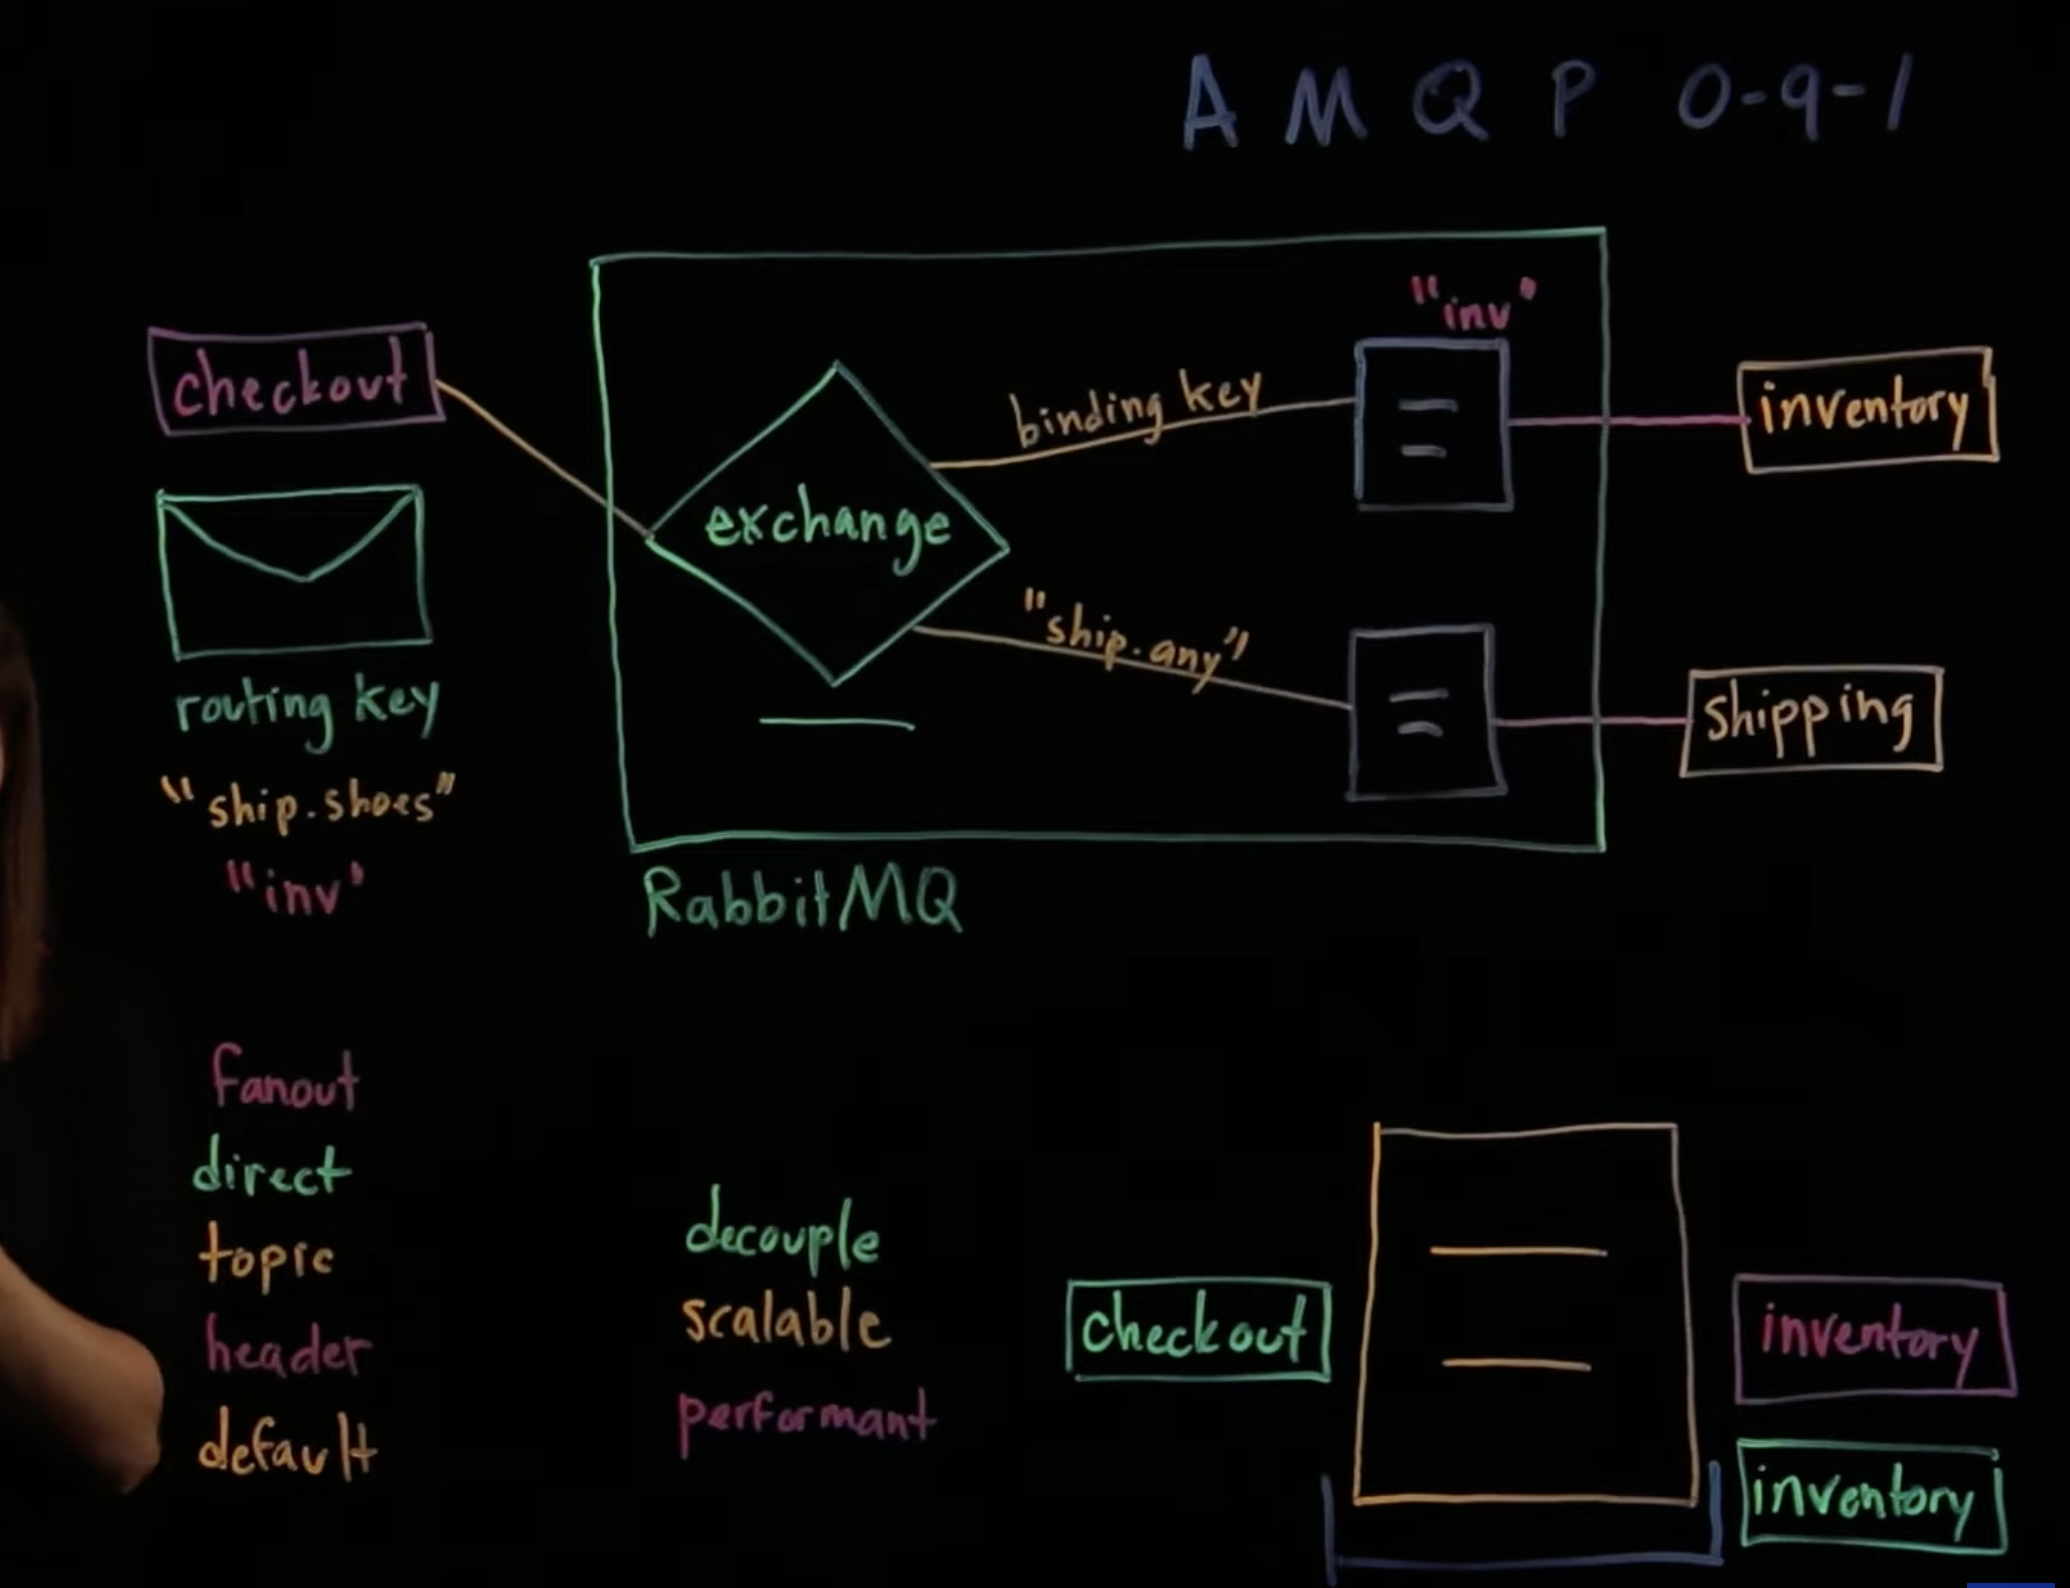 A M Q P 0-9-1
"inv"
checkout
binding key
inventory
exchange
"ship.any"
shipping
routing key
"ship.shoes"
"inv"
RabbitMQ
fanout
direct
topic
header
default
decouple
scalable
performant
checkout
inventory
inventory